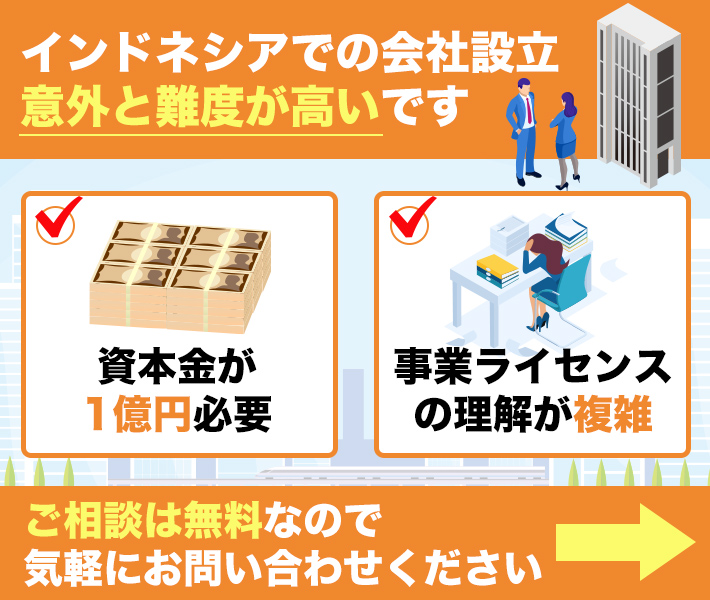 インドネシアでの会社設立
意外と難度が高いです
資本金が
1億円必要
事業ライセンス
の理解が複雑
ご相談は無料なので
気軽にお問い合わせください